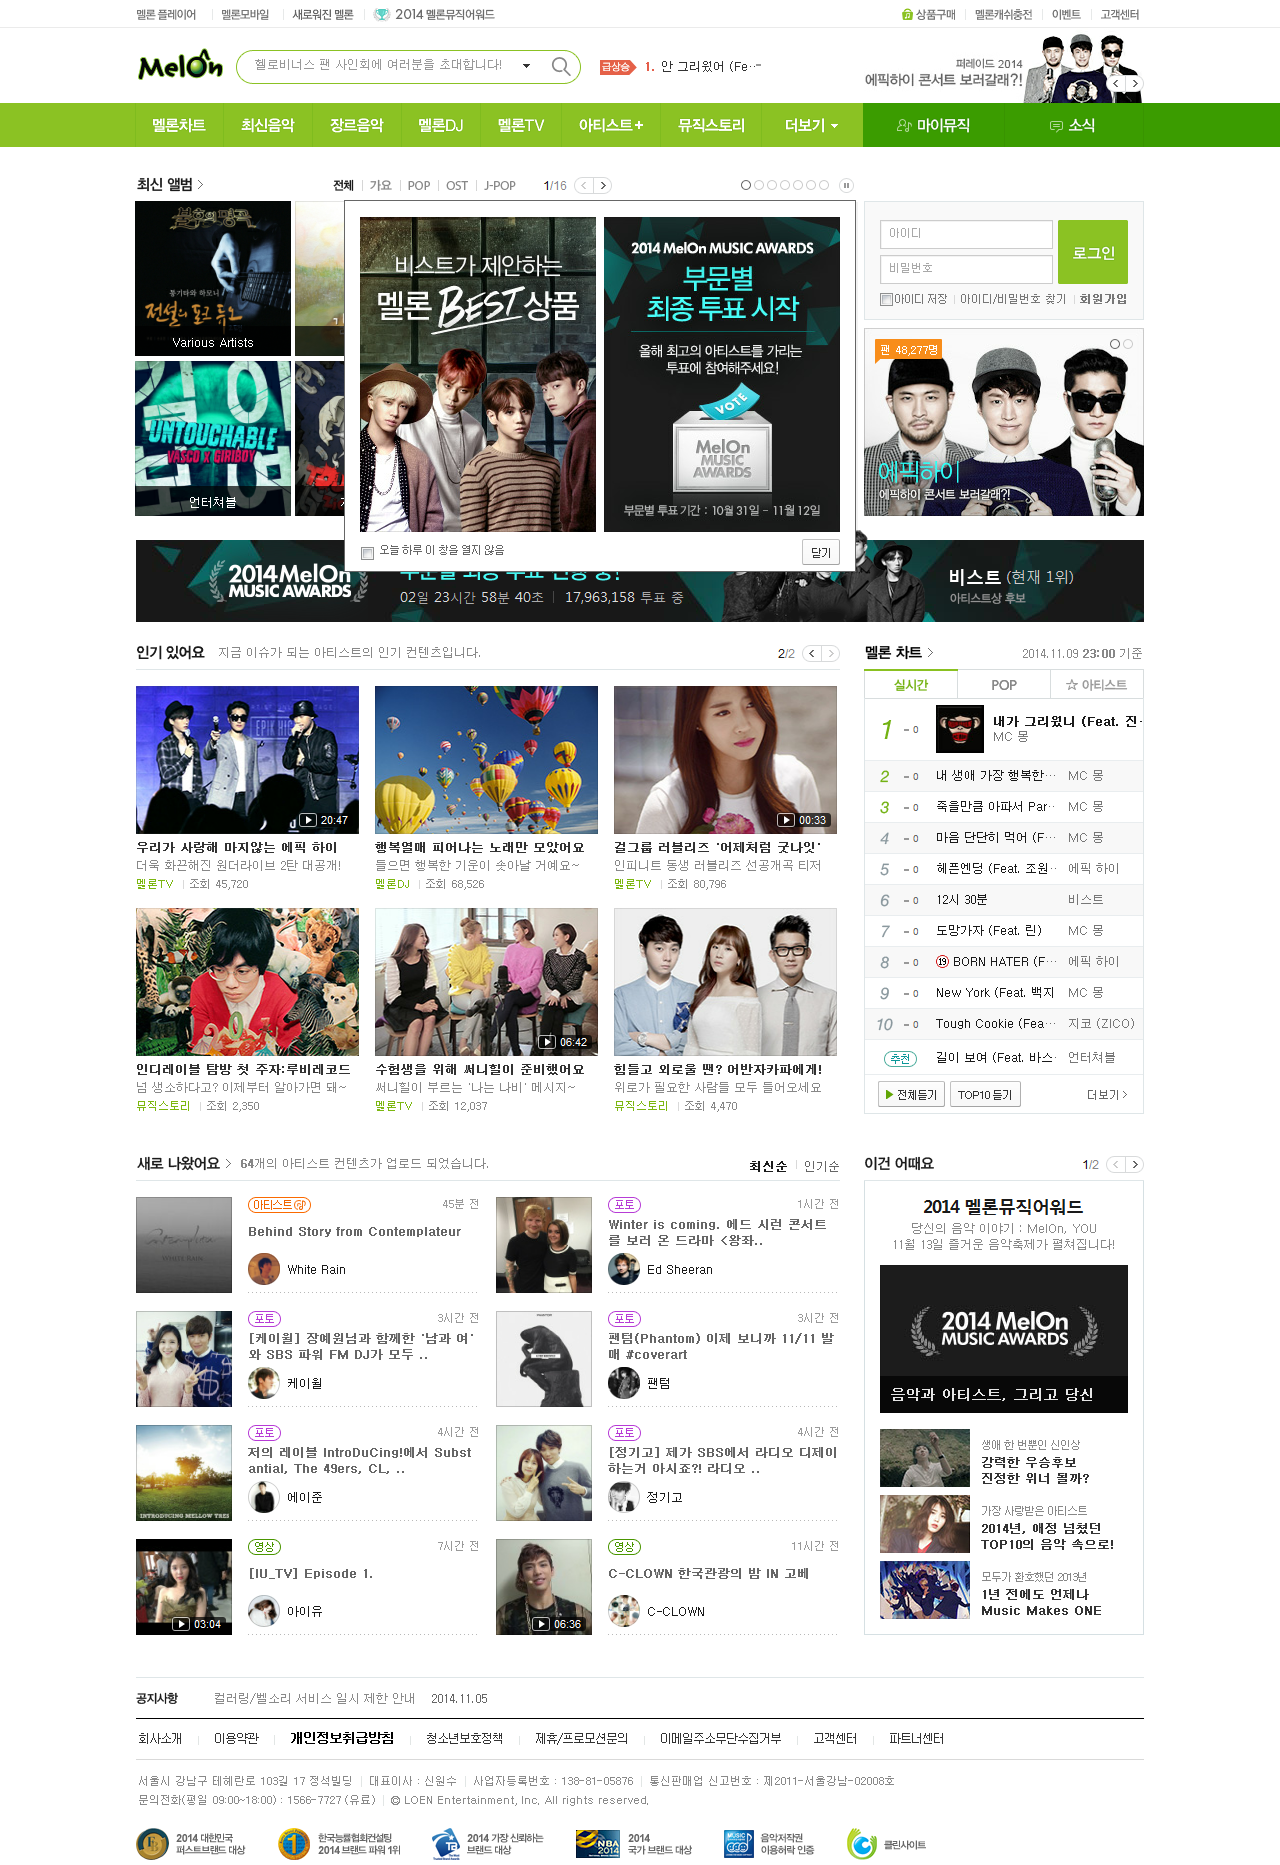 멜론 플레이어
멜론모바일
새로워진 멜론
2014 멜론뮤직어워드
상품구매
멜론캐쉬충전
이벤트
고객센터
MelOn
헬로비너스 팬 사인회에 여러분을 초대합니다!
급상승
1. 안 그리웠어 (Fe…
퍼레이드 2014
에픽하이 콘서트 보러갈래?!
멜론차트
최신음악
장르음악
멜론DJ
멜론TV
아티스트+
뮤직스토리
더보기
마이뮤직
소식
최신 앨범
전체
가요
POP
OST
J-POP
1/16
불후의 명곡
통기타와 하모니
전설의 포크 듀오
Various Artists
UNTOUCHABLE
VASCO X GIRIBOY
언터쳐블
비스트가 제안하는
멜론 BEST 상품
2014 MelOn MUSIC AWARDS
부문별
최종 투표 시작
올해 최고의 아티스트를 가리는
투표에 참여해주세요!
VOTE
MelOn
MUSIC
AWARDS
부문별 투표 기간 : 10월 31일 - 11월 12일
오늘 하루 이 창을 열지 않음
닫기
아이디
비밀번호
로그인
아이디 저장
아이디/비밀번호 찾기
회원가입
팬 48,277명
에픽하이
에픽하이 콘서트 보러갈래?!
2014 MelOn
MUSIC AWARDS
부문별 최종 투표 진행 중!
02일 23시간 58분 40초
17,963,158 투표 중
비스트 (현재 1위)
아티스트상 후보
인기 있어요
지금 이슈가 되는 아티스트의 인기 컨텐츠입니다.
2/2
EPIK HIGH
20:47
우리가 사랑해 마지않는 에픽 하이
더욱 화끈해진 원더라이브 2탄 대공개!
멜론TV
조회 45,720
행복열매 피어나는 노래만 모았어요
들으면 행복한 기운이 솟아날 거예요~
멜론DJ
조회 68,526
00:33
걸그룹 러블리즈 '어제처럼 굿나잇'
인피니트 동생 러블리즈 선공개곡 티저
멜론TV
조회 80,796
인디레이블 탐방 첫 주자:루비레코드
넘 생소하다고? 이제부터 알아가면 돼~
뮤직스토리
조회 2,350
06:42
수험생을 위해 써니힐이 준비했어요
써니힐이 부르는 '나는 나비' 메시지~
멜론TV
조회 12,037
힘들고 외로울 땐? 어반자카파에게!
위로가 필요한 사람들 모두 들어오세요
뮤직스토리
조회 4,470
멜론 차트
2014.11.09 23:00 기준
실시간
POP
아티스트
1 - 0 내가 그리웠니 (Feat. 진…
MC 몽
2 - 0 내 생애 가장 행복한… MC 몽
3 - 0 죽을만큼 아파서 Par… MC 몽
4 - 0 마음 단단히 먹어 (F… MC 몽
5 - 0 헤픈엔딩 (Feat. 조원… 에픽 하이
6 - 0 12시 30분 비스트
7 - 0 도망가자 (Feat. 린) MC 몽
8 - 0 19 BORN HATER (F… 에픽 하이
9 - 0 New York (Feat. 백지 MC 몽
10 - 0 Tough Cookie (Fea… 지코 (ZICO)
추천 길이 보여 (Feat. 바스… 언터쳐블
전체듣기
TOP10 듣기
더보기
새로 나왔어요
64개의 아티스트 컨텐츠가 업로드 되었습니다.
최신순
인기순
WHITE RAIN
아티스트
45분 전
Behind Story from Contemplateur
White Rain
포토
1시간 전
Winter is coming. 에드 시런 콘서트
를 보러 온 드라마 <왕좌..
Ed Sheeran
포토
3시간 전
[케이윌] 장예원님과 함께한 '남과 여'
와 SBS 파워 FM DJ가 모두 ..
케이윌
포토
3시간 전
팬텀(Phantom) 이제 보니까 11/11 발
매 #coverart
팬텀
INTRODUCING MELLOW TREE
포토
4시간 전
저의 레이블 IntroDuCing!에서 Subst
antial, The 49ers, CL, ..
에이준
포토
4시간 전
[정기고] 제가 SBS에서 라디오 디제이
하는거 아시죠?! 라디오 ..
정기고
03:04
영상
7시간 전
[IU_TV] Episode 1.
아이유
06:36
영상
11시간 전
C-CLOWN 한국관광의 밤 IN 고베
C-CLOWN
이건 어때요
1/2
2014 멜론뮤직어워드
당신의 음악 이야기 : MelOn, YOU
11월 13일 즐거운 음악축제가 펼쳐집니다!
2014 MelOn
MUSIC AWARDS
음악과 아티스트, 그리고 당신
생애 한 번뿐인 신인상
강력한 우승후보
진정한 위너 될까?
가장 사랑받은 아티스트
2014년, 애정 넘쳤던
TOP10의 음악 속으로!
모두가 환호했던 2013년
1년 전에도 언제나
Music Makes ONE
공지사항
컬러링/벨소리 서비스 일시 제한 안내
2014.11.05
회사소개
이용약관
개인정보취급방침
청소년보호정책
제휴/프로모션문의
이메일주소무단수집거부
고객센터
파트너센터
서울시 강남구 테헤란로 103길 17 정석빌딩
대표이사 : 신원수
사업자등록번호 : 138-81-05876
통신판매업 신고번호 : 제2011-서울강남-02008호
문의전화(평일 09:00~18:00) : 1566-7727 (유료)
© LOEN Entertainment, Inc. All rights reserved.
2014 대한민국
퍼스트브랜드 대상
한국능률협회컨설팅
2014 브랜드 파워 1위
2014 가장 신뢰하는
브랜드 대상
NBA
2014
2014
국가 브랜드 대상
MUSIC
음악저작권
이용허락 인증
클린사이트